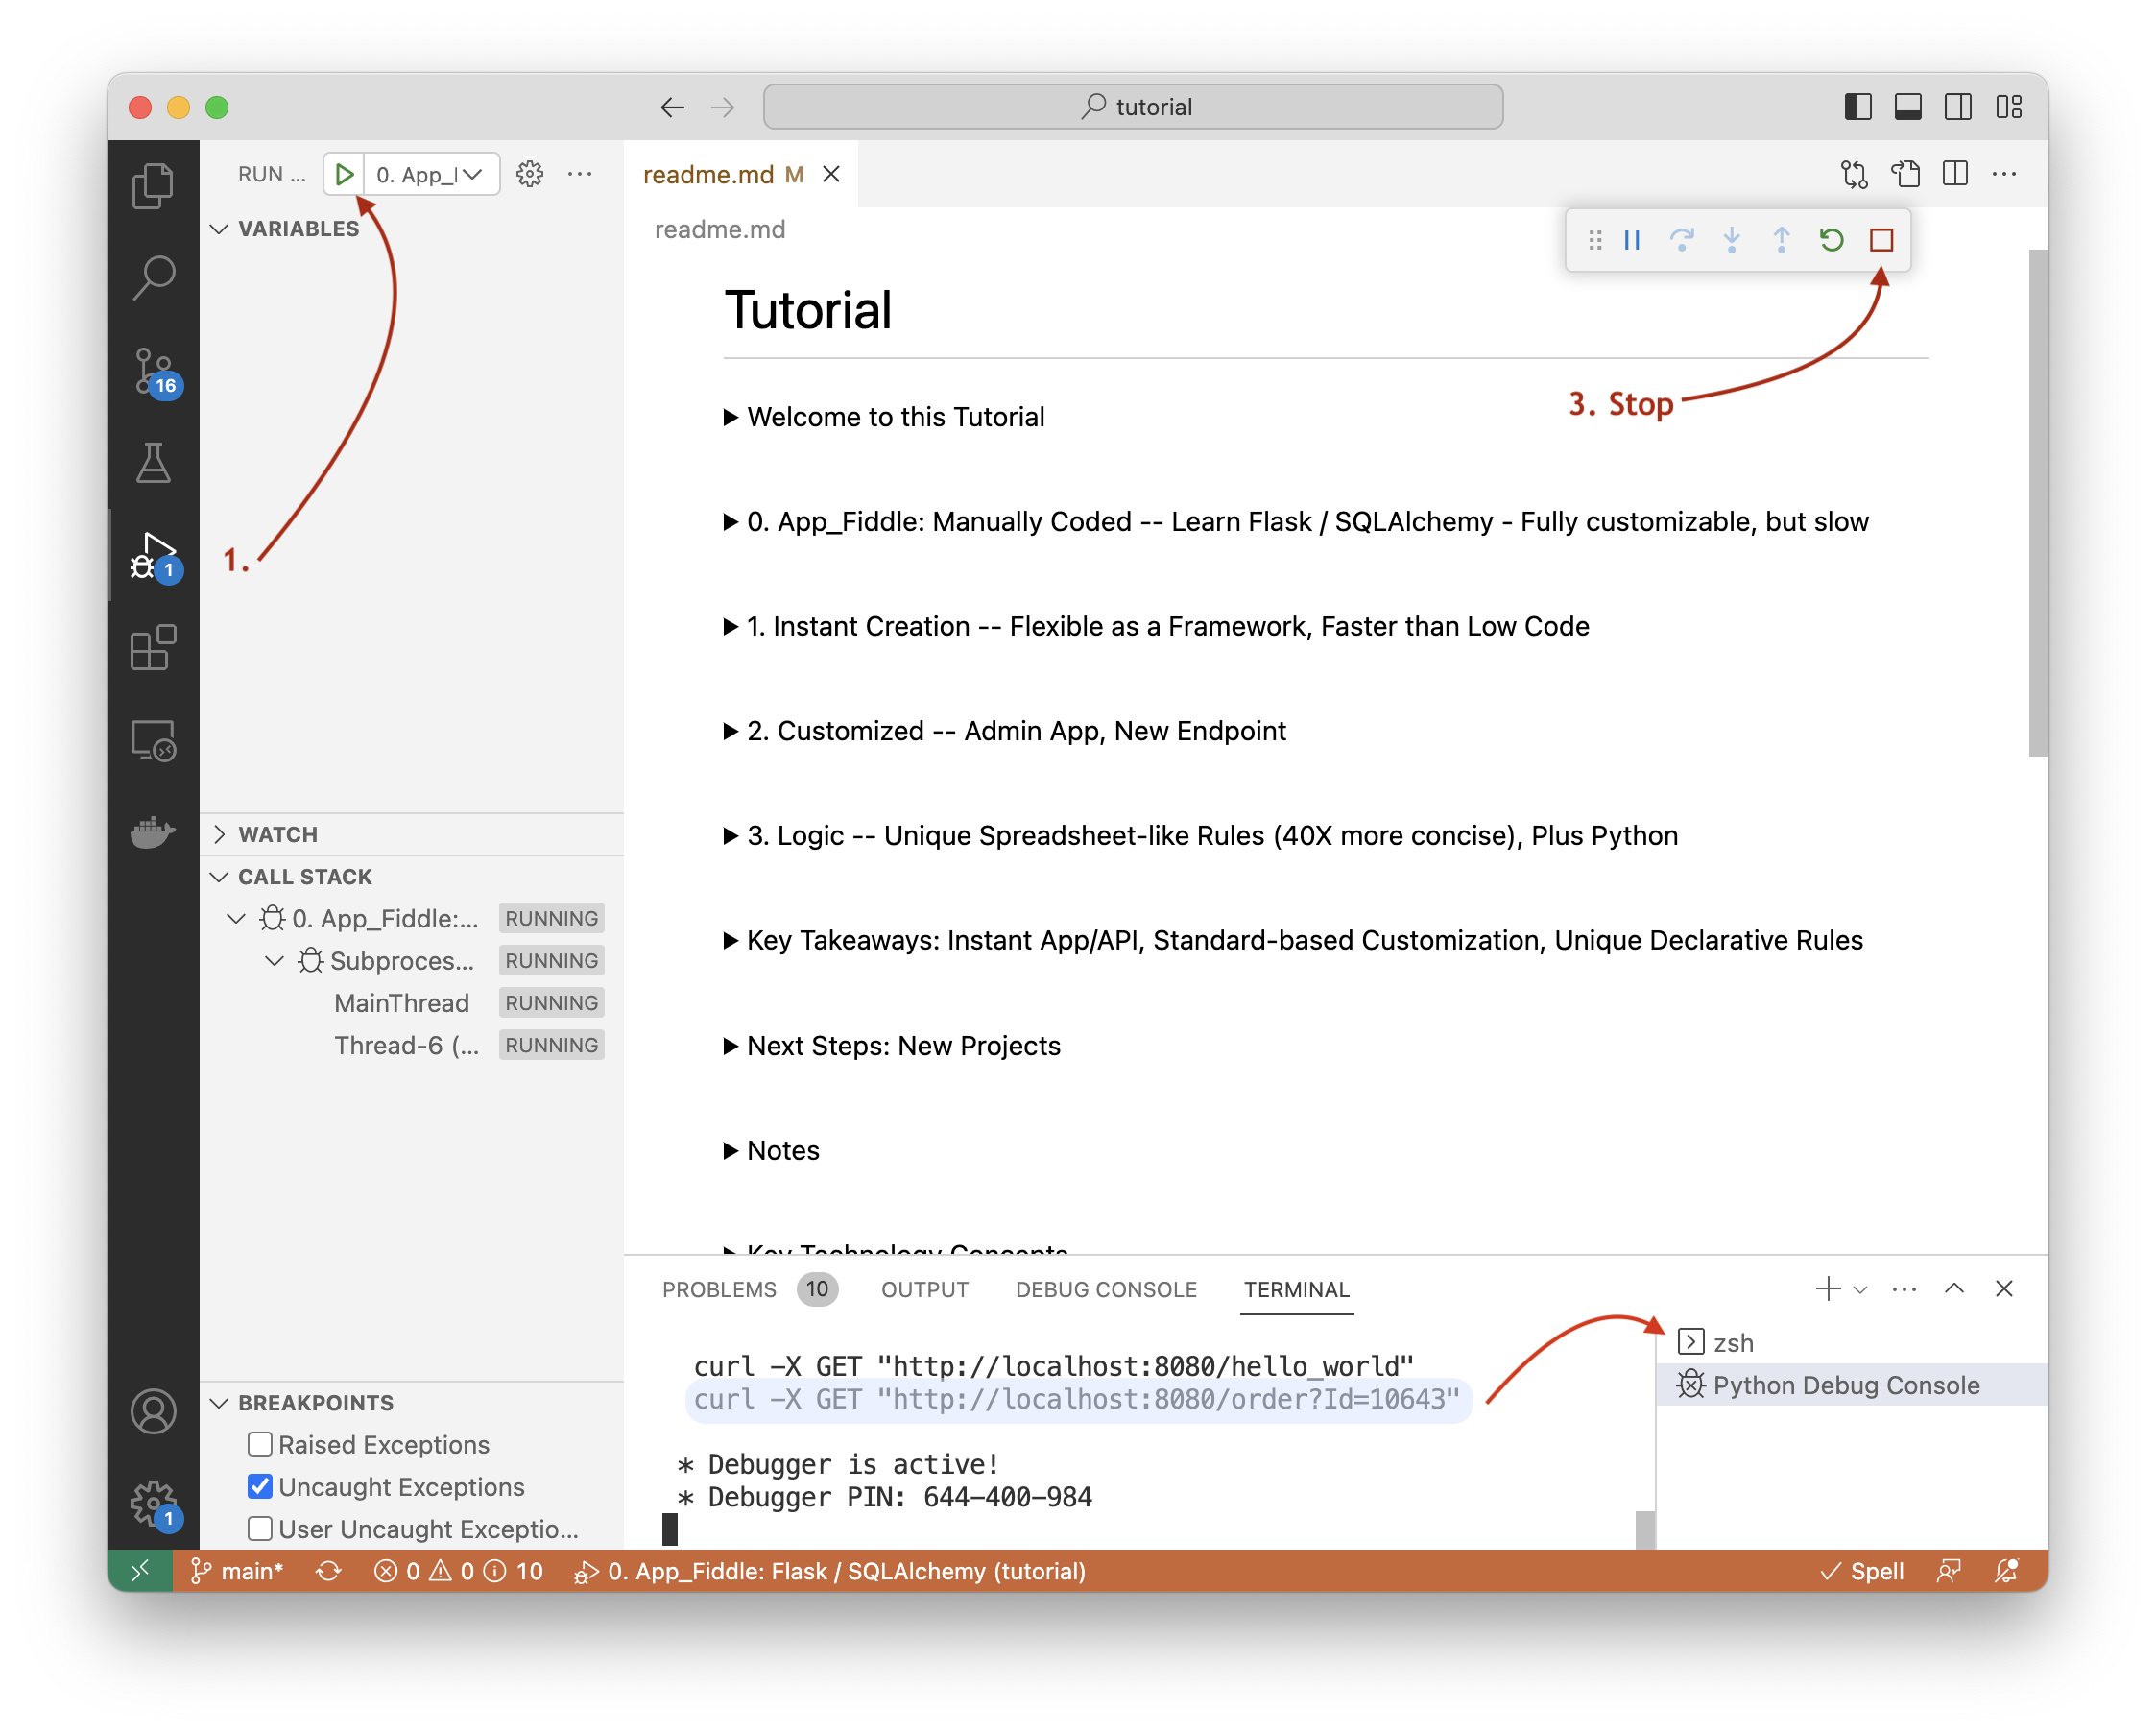 tutorial
RUN ...
0. App_
readme.md M
VARIABLES
readme.md
Tutorial
3. Stop
Welcome to this Tutorial
16
0. App_Fiddle: Manually Coded -- Learn Flask / SQLAlchemy - Fully customizable, but slow
1.
1
1. Instant Creation -- Flexible as a Framework, Faster than Low Code
2. Customized -- Admin App, New Endpoint
WATCH
3. Logic -- Unique Spreadsheet-like Rules (40X more concise), Plus Python
CALL STACK
0. App_Fiddle:... RUNNING
Subproces... RUNNING
MainThread RUNNING
Thread-6 (... RUNNING
Key Takeaways: Instant App/API, Standard-based Customization, Unique Declarative Rules
Next Steps: New Projects
Notes
Key Technology Concepts
PROBLEMS 10 OUTPUT DEBUG CONSOLE TERMINAL
curl -X GET "http://localhost:8080/hello_world"
curl -X GET "http://localhost:8080/order?Id=10643"
* Debugger is active!
* Debugger PIN: 644-400-984
zsh
Python Debug Console
BREAKPOINTS
Raised Exceptions
Uncaught Exceptions
User Uncaught Exceptio...
1
main* 0 0 10 0. App_Fiddle: Flask / SQLAlchemy (tutorial) Spell